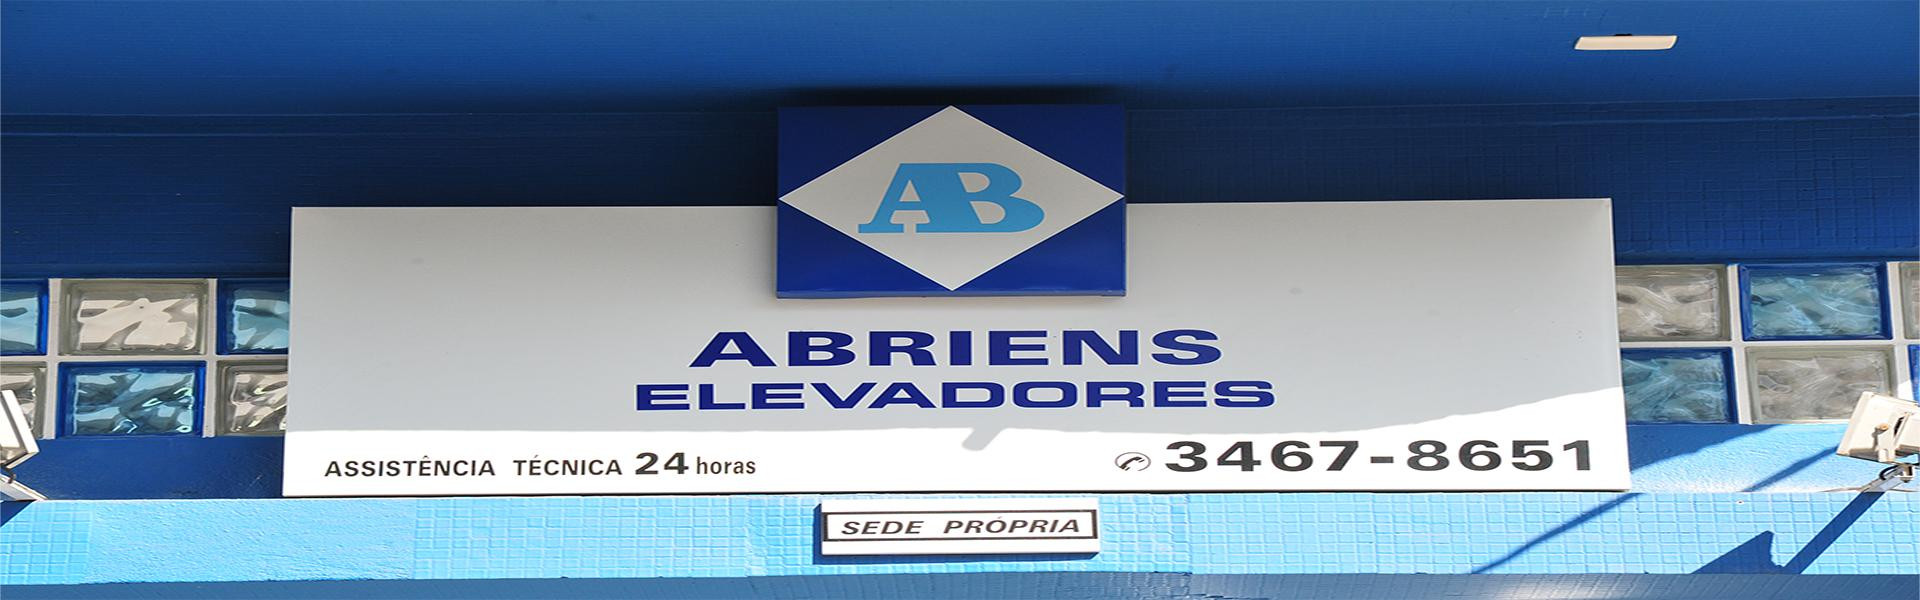 AB
ABRIENS
ELEVADORES
ASSISTÊNCIA TÉCNICA 24 horas
3467-8651
SEDE PRÓPRIA